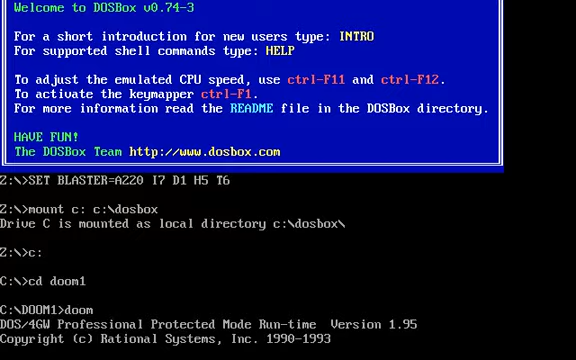 Welcome to DOSBox v0.74-3
For a short introduction for new users type: INTRO
For supported shell commands type: HELP
To adjust the emulated CPU speed, use ctrl-F11 and ctrl-F12.
To activate the keymapper ctrl-F1.
For more information read the README file in the DOSBox directory.
HAVE FUN!
The DOSBox Team http://www.dosbox.com
Z:\>SET BLASTER=A220 I7 D1 H5 T6
Z:\>mount c: c:\dosbox
Drive C is mounted as local directory c:\dosbox\
Z:\>c:
C:\>cd doom1
C:\DOOM1>doom
DOS/4GW Professional Protected Mode Run-time  Version 1.95
Copyright (c) Rational Systems, Inc. 1990-1993